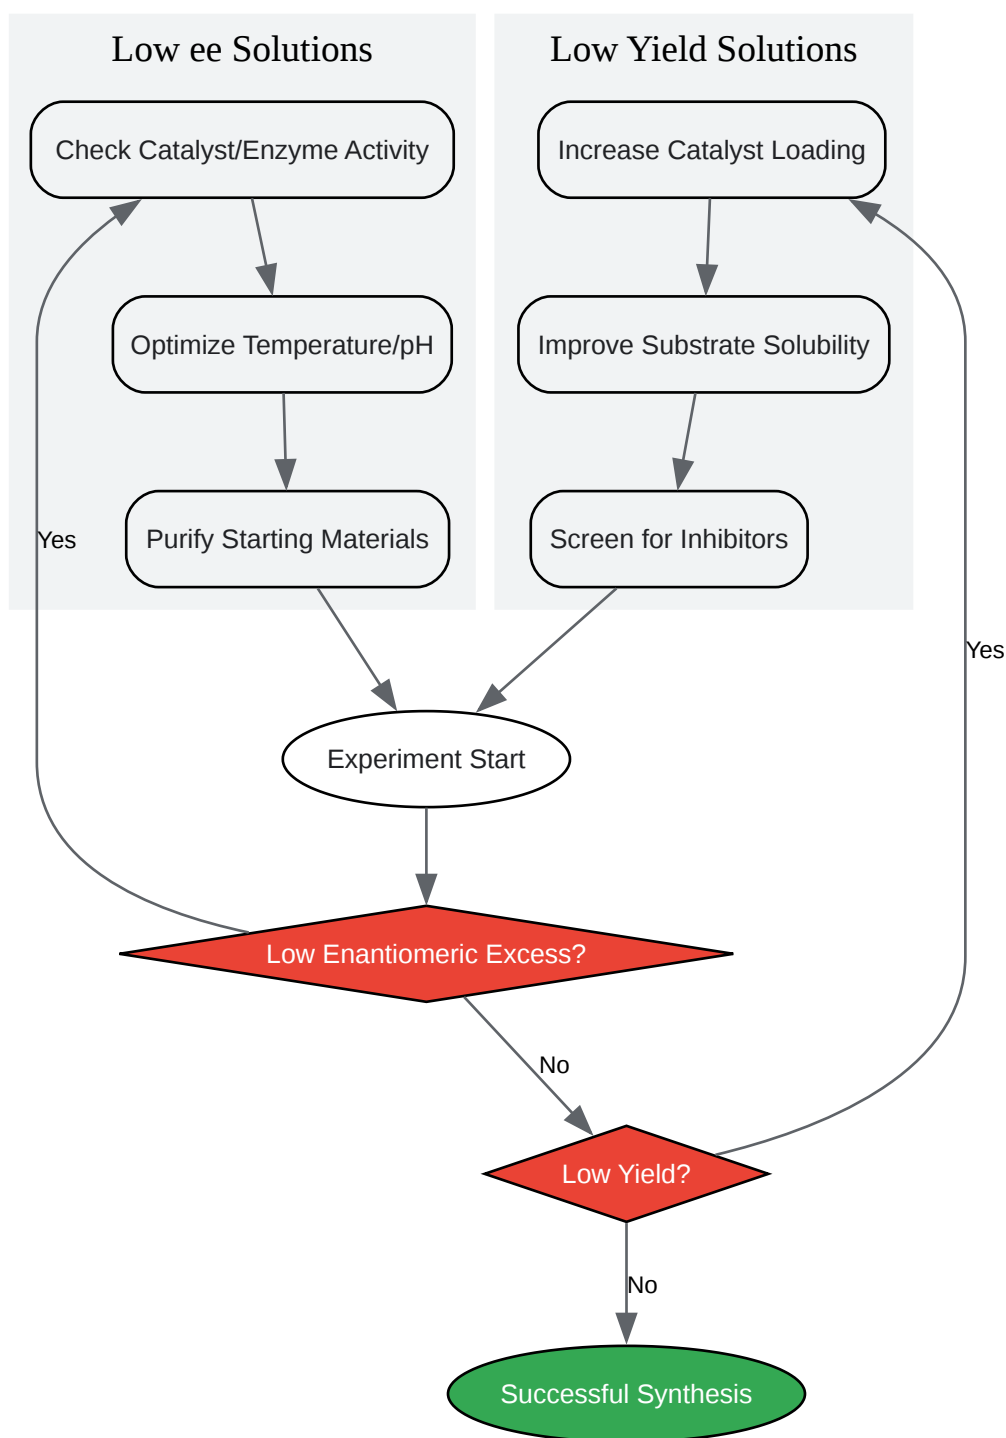 Low ee Solutions
Low Yield Solutions
Check Catalyst/Enzyme Activity
Increase Catalyst Loading
Optimize Temperature/pH
Improve Substrate Solubility
Yes
Purify Starting Materials
Screen for Inhibitors
Yes
Experiment Start
Low Enantiomeric Excess?
No
Low Yield?
No
Successful Synthesis